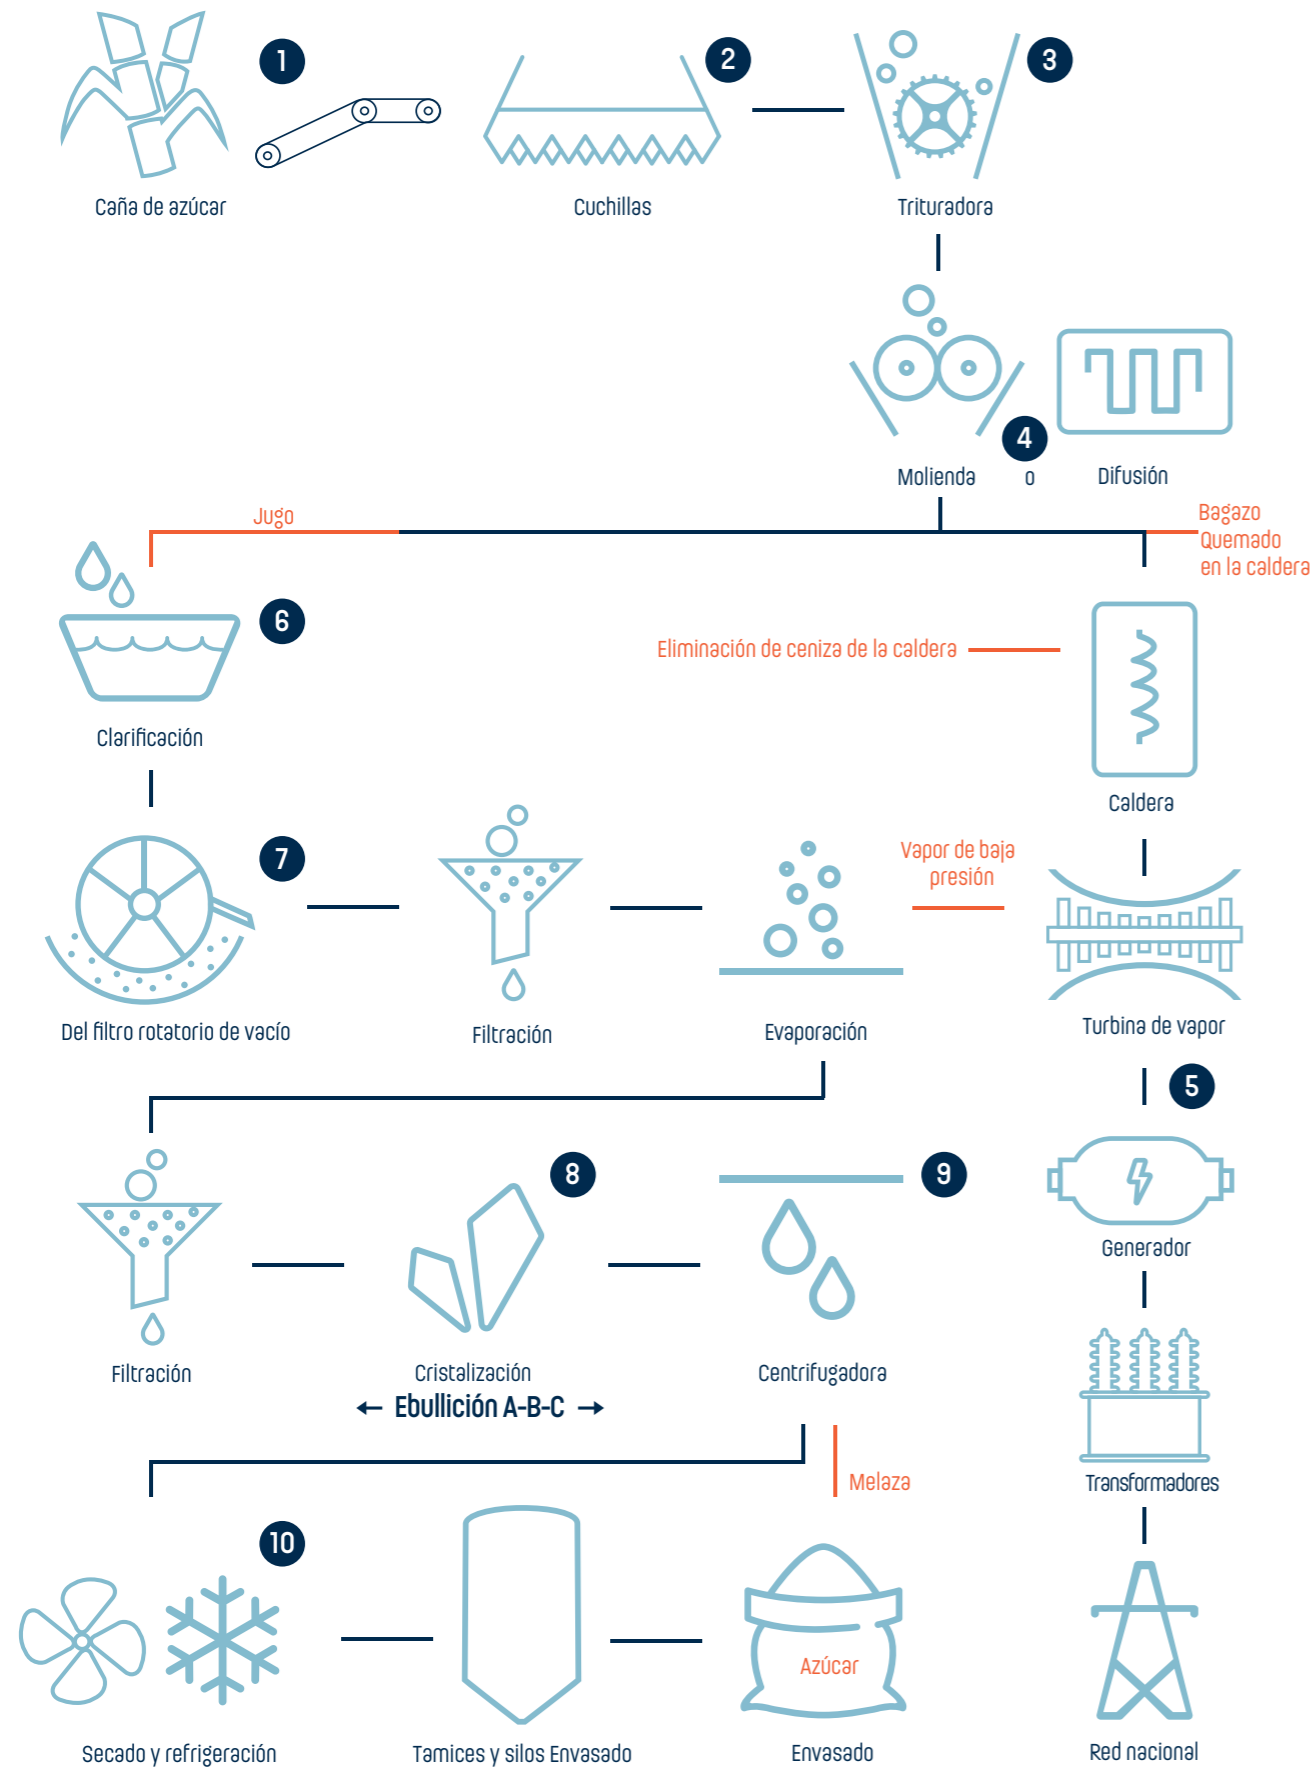 1
2
3
Caña de azúcar
Cuchillas
Trituradora
4
Molienda
o
Difusión
Jugo
Bagazo
Quemado
en la caldera
6
Eliminación de ceniza de la caldera
Clarificación
Caldera
7
Vapor de baja
presión
Del filtro rotatorio de vacío
Filtración
Evaporación
Turbina de vapor
5
8
9
Generador
Filtración
Cristalización
Centrifugadora
← Ebullición A-B-C →
Melaza
Transformadores
10
Azúcar
Secado y refrigeración
Tamices y silos Envasado
Envasado
Red nacional